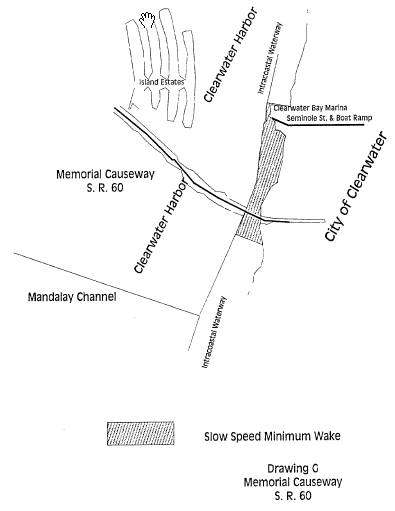 Clearwater Harbor
Intracoastal Waterway
Island Estates
Clearwater Bay Marina
Seminole St. & Boat Ramp
City of Clearwater
Memorial Causeway
S. R. 60
Clearwater Harbor
Mandalay Channel
Intracoastal Waterway
Slow Speed Minimum Wake
Drawing G
Memorial Causeway
S. R. 60